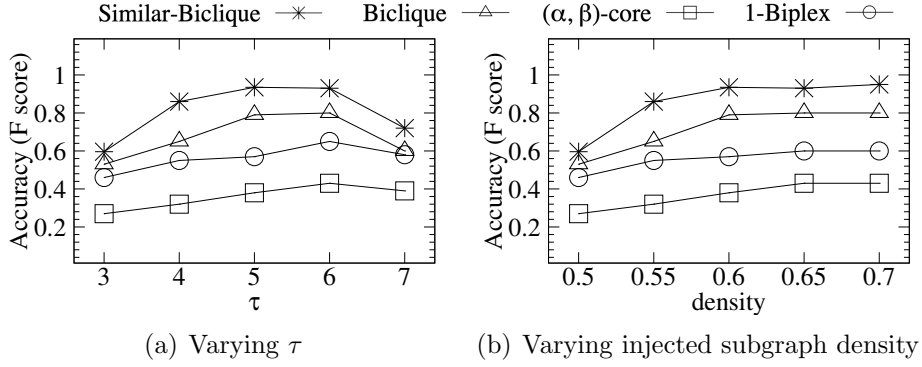 Similar-Biclique Biclique (α, β)-core 1-Biplex
Accuracy (F score)
1
0.8
0.6
0.4
0.2
3 4 5 6 7
τ
(a) Varying τ
Accuracy (F score)
1
0.8
0.6
0.4
0.2
0.5 0.55 0.6 0.65 0.7
density
(b) Varying injected subgraph density